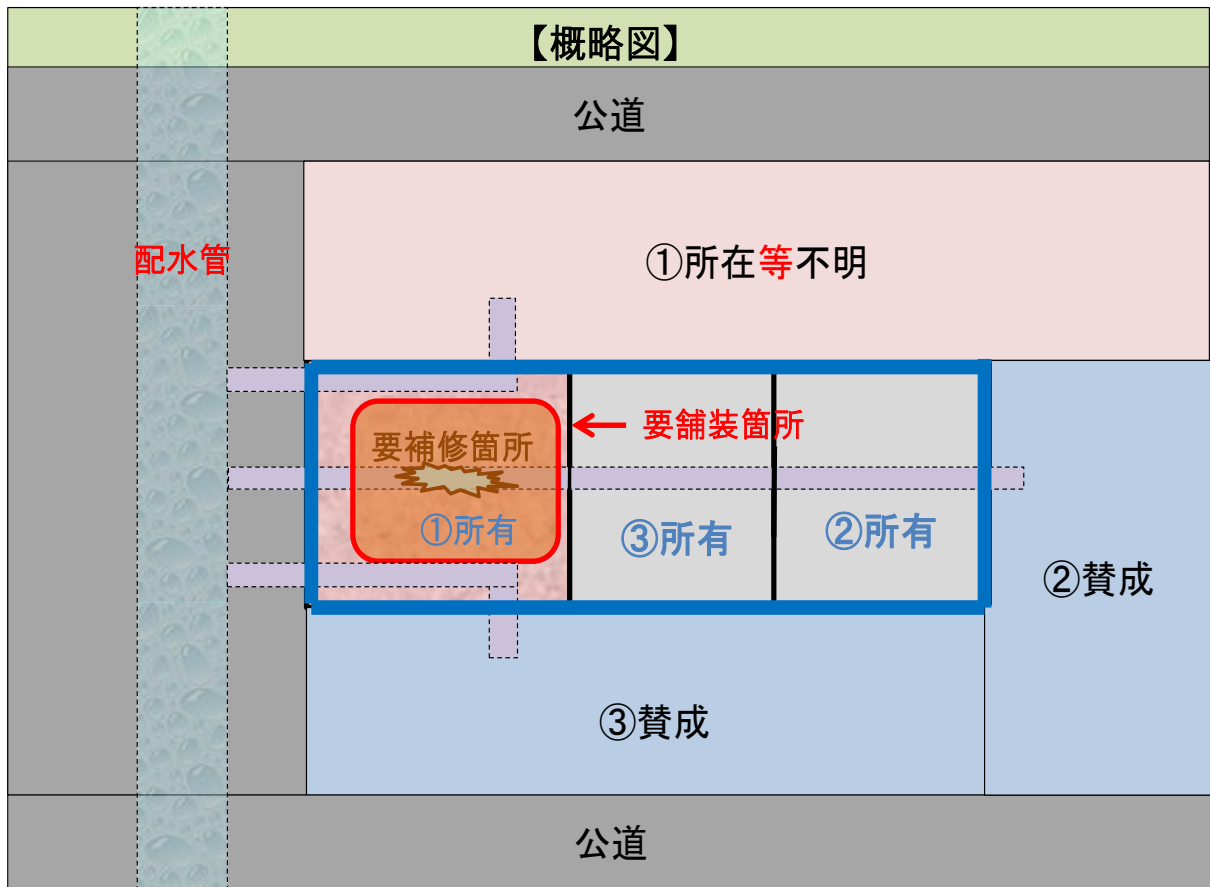 【概略図】
公道
配水管
①所在等不明
要補修箇所
要舗装箇所
①所有
③所有
②所有
②賛成
③賛成
公道